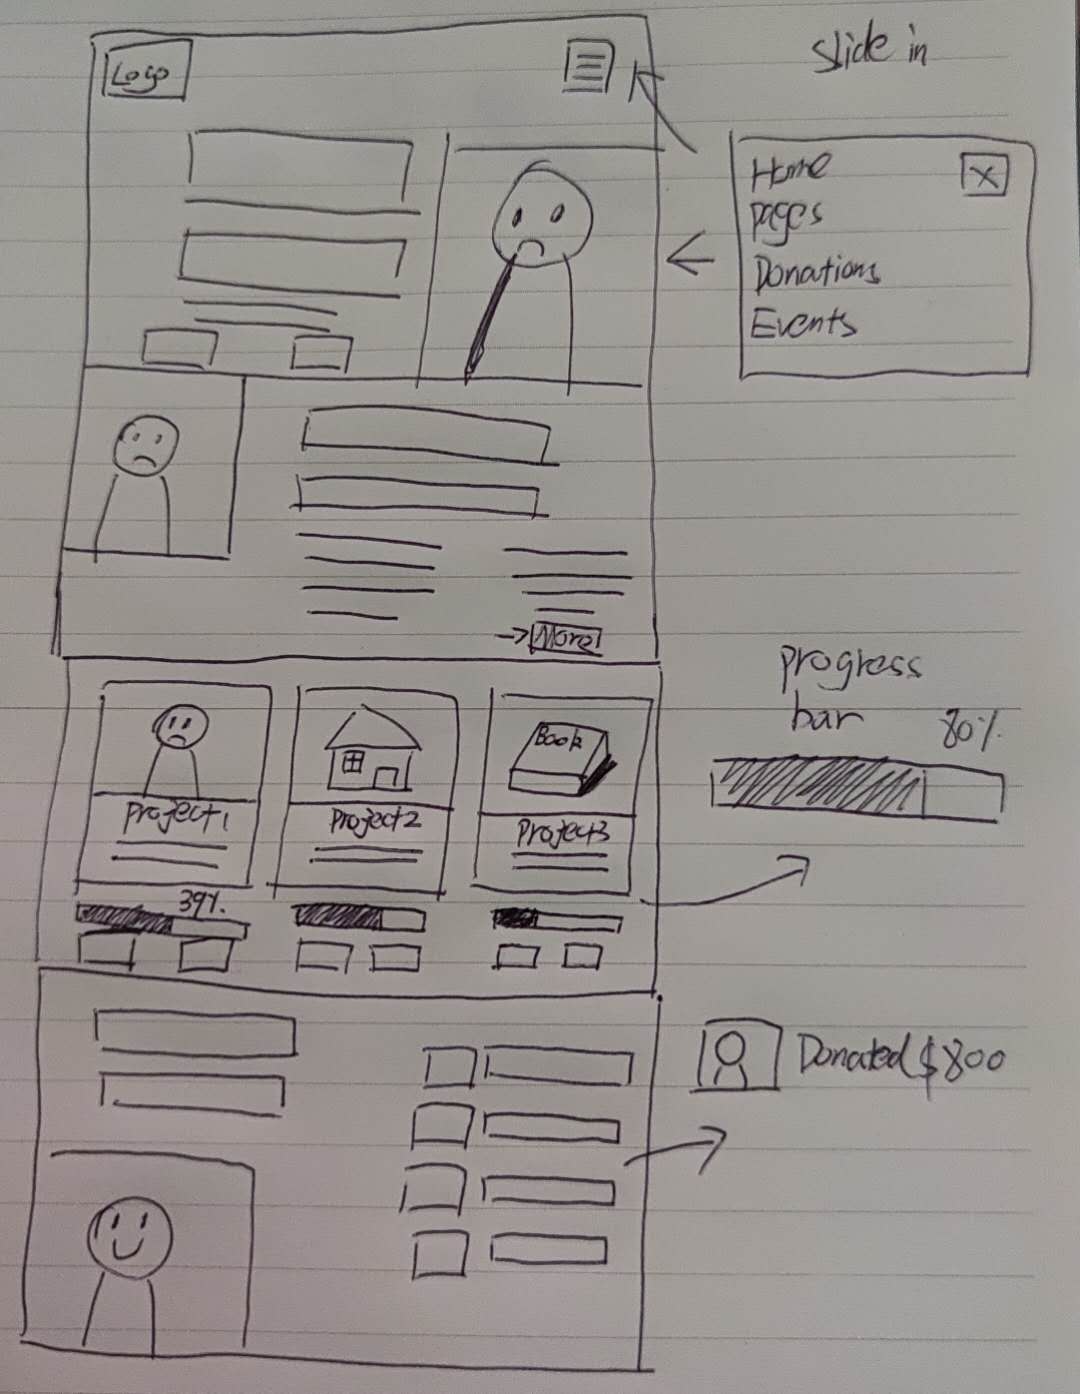 Logo
Slide in
Home
X
Pages
Donations
Events
More
Project1
Project2
Book
Project3
39%.
progress
bar
80%.
Donated $800